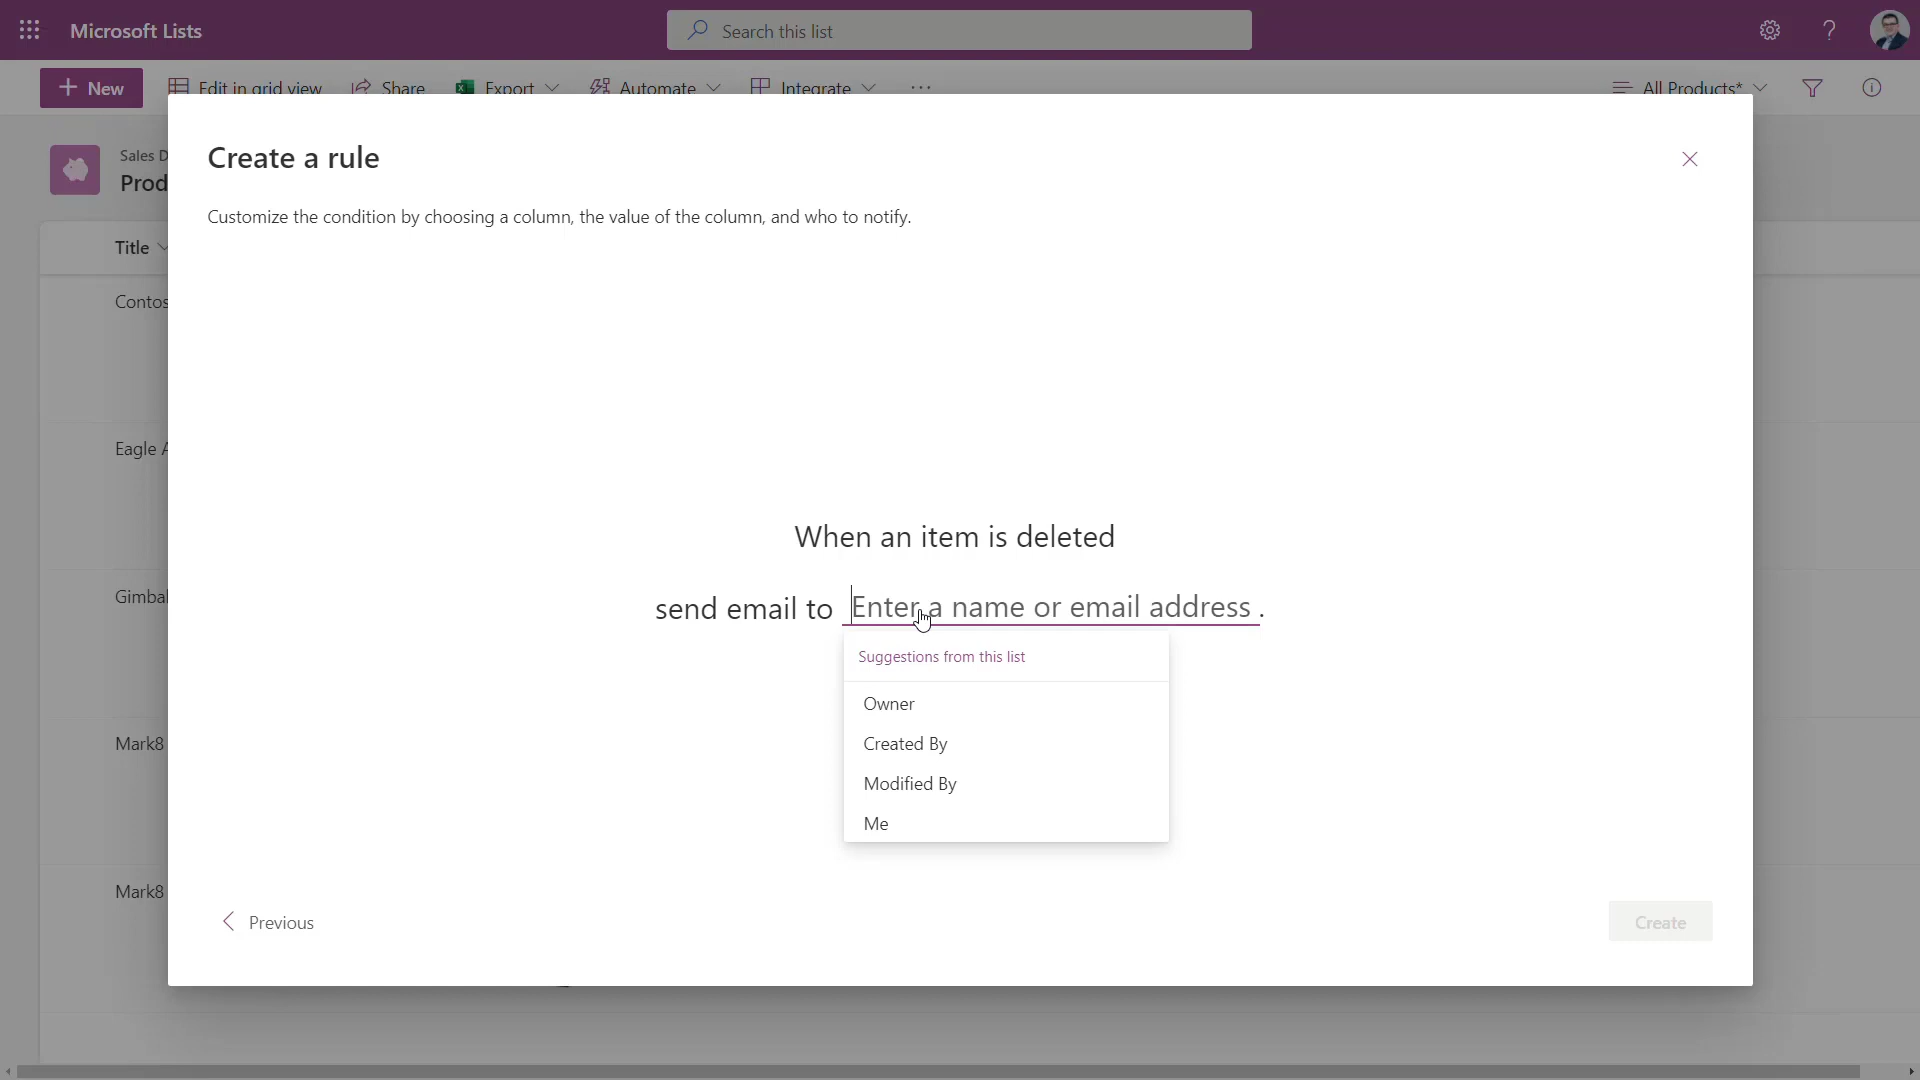 Microsoft Lists
Search this list
New
Edit in grid view
Share
Export
Automate
Integrate
All Products*
Sales D
Prod
Title
Contos
Eagle A
Gimbal
Mark8
Mark8
Create a rule
Customize the condition by choosing a column, the value of the column, and who to notify.
When an item is deleted
send email to Enter a name or email address .
Suggestions from this list
Owner
Created By
Modified By
Me
Previous
Create